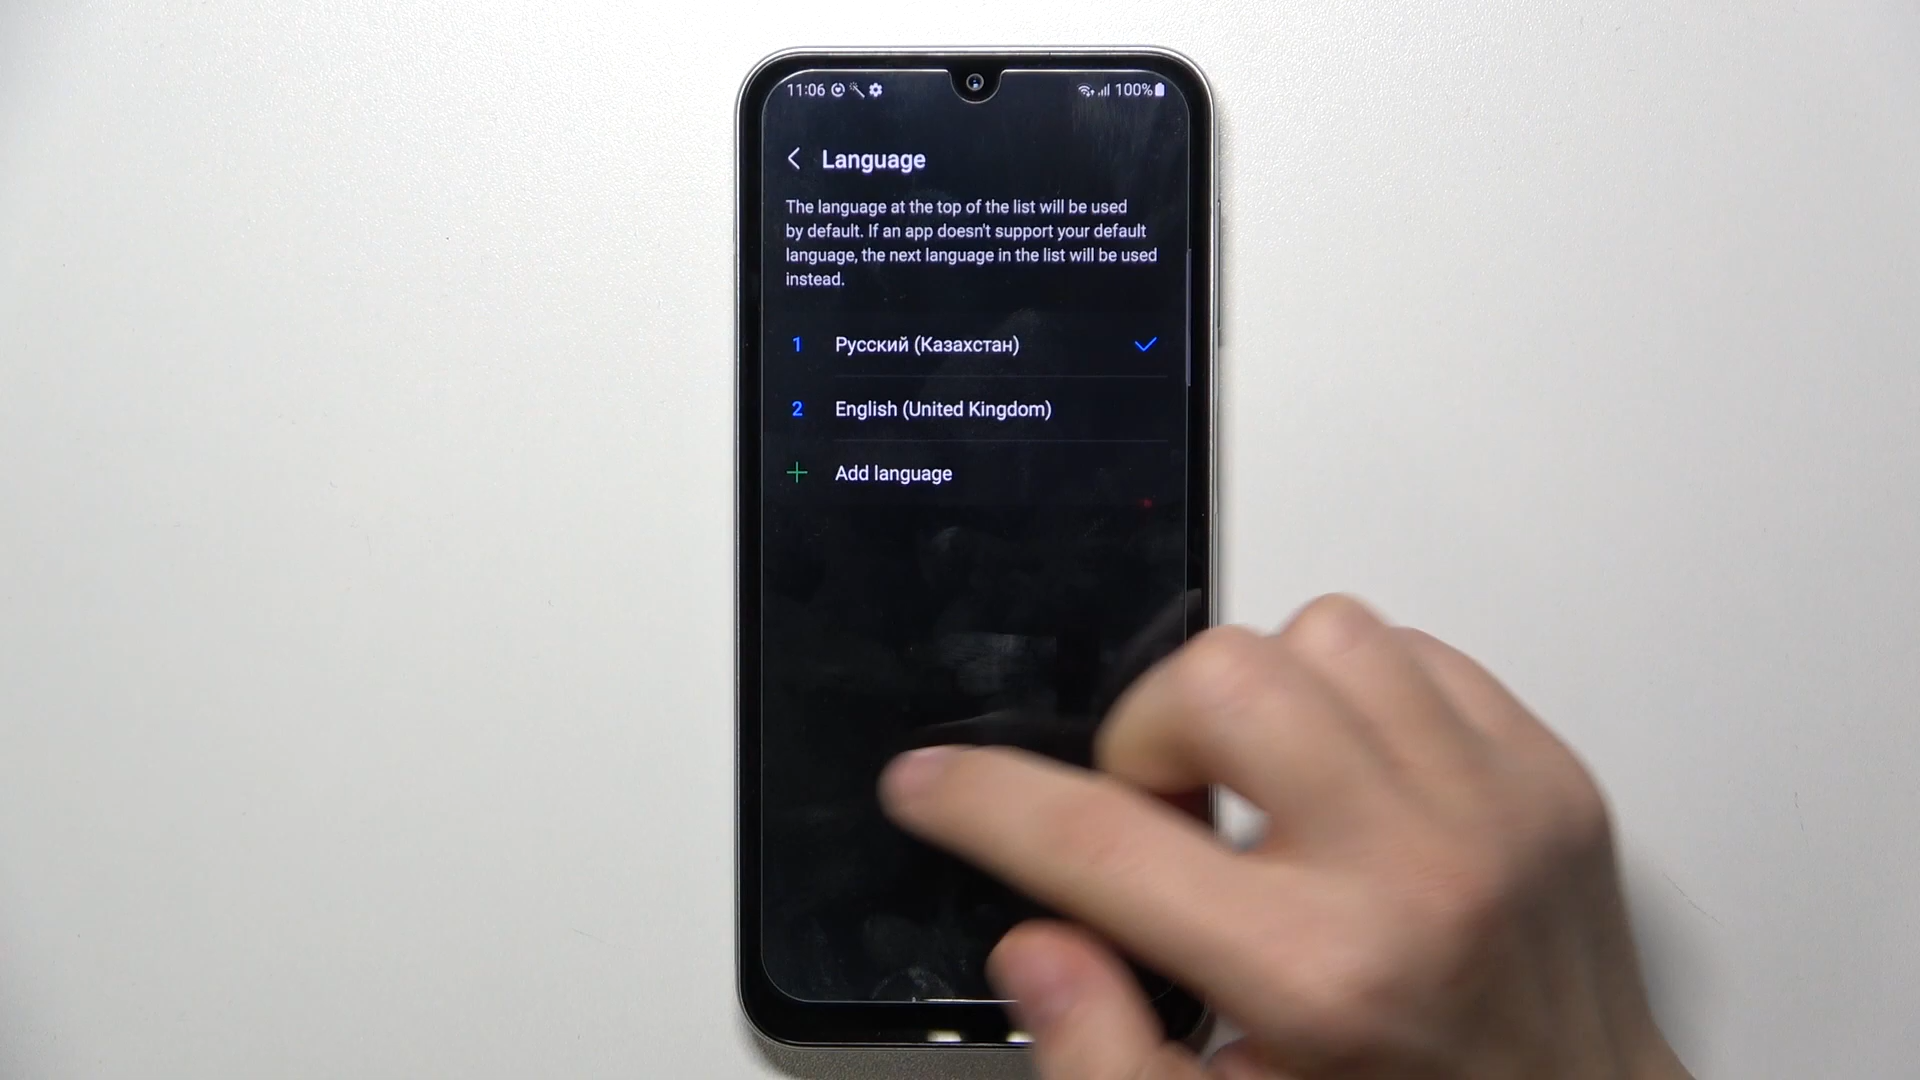 11:06 100%
Language
The language at the top of the list will be used
by default. If an app doesn't support your default
language, the next language in the list will be used
instead.
1 Русский (Казахстан)
2 English (United Kingdom)
Add language